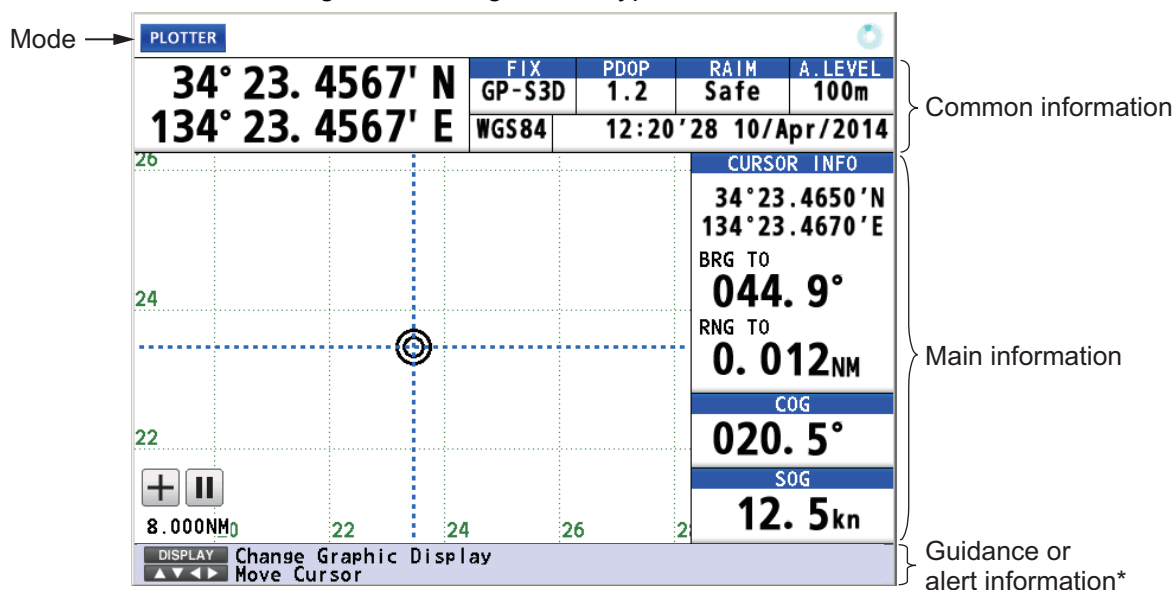 Mode
PLOTTER
34° 23. 4567' N
134° 23. 4567' E
FIX PDOP RAIM A.LEVEL
GP-S3D 1.2 Safe 100m
WGS84 12:20'28 10/Apr/2014
Common information
26
24
22
CURSOR INFO
34°23.4650'N
134°23.4670'E
BRG TO
044. 9°
RNG TO
0. 012NM
COG
020. 5°
SOG
12. 5kn
Main information
8.000NM
22 24 26
DISPLAY Change Graphic Display
Move Cursor
Guidance or
alert information*